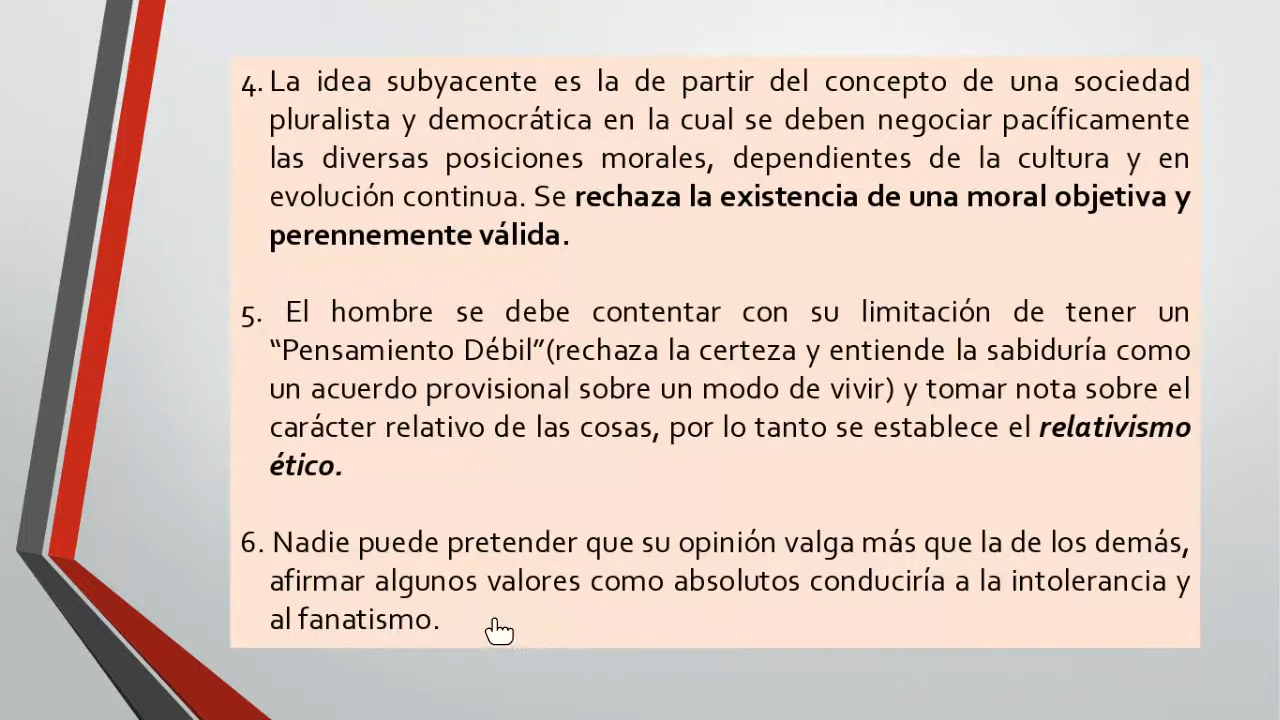 4. La idea subyacente es la de partir del concepto de una sociedad
pluralista y democrática en la cual se deben negociar pacíficamente
las diversas posiciones morales, dependientes de la cultura y en
evolución continua. Se rechaza la existencia de una moral objetiva y
perennemente válida.
5. El hombre se debe contentar con su limitación de tener un
“Pensamiento Débil”(rechaza la certeza y entiende la sabiduría como
un acuerdo provisional sobre un modo de vivir) y tomar nota sobre el
carácter relativo de las cosas, por lo tanto se establece el relativismo
ético.
6. Nadie puede pretender que su opinión valga más que la de los demás,
afirmar algunos valores como absolutos conduciría a la intolerancia y
al fanatismo.